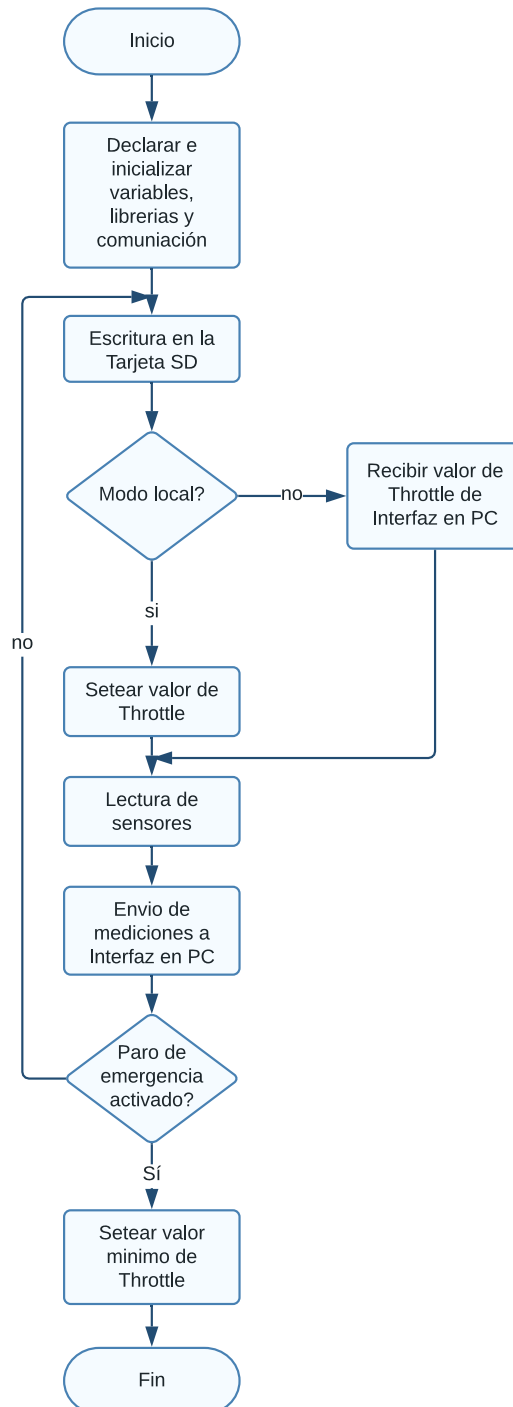 Inicio
Declarar e
inicializar
variables,
librerias y
comuniación
Escritura en la
Tarjeta SD
Modo local?
no
Recibir valor de
Throttle de
Interfaz en PC
si
no
Setear valor de
Throttle
Lectura de
sensores
Envio de
mediciones a
Interfaz en PC
Paro de
emergencia
activado?
Sí
Setear valor
minimo de
Throttle
Fin